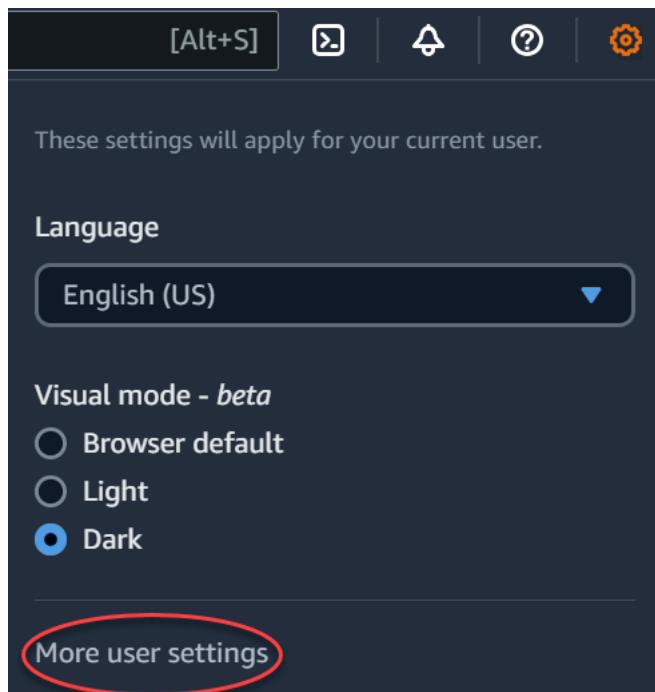 [Alt+S]
These settings will apply for your current user.
Language
English (US)
Visual mode - beta
Browser default
Light
Dark
More user settings